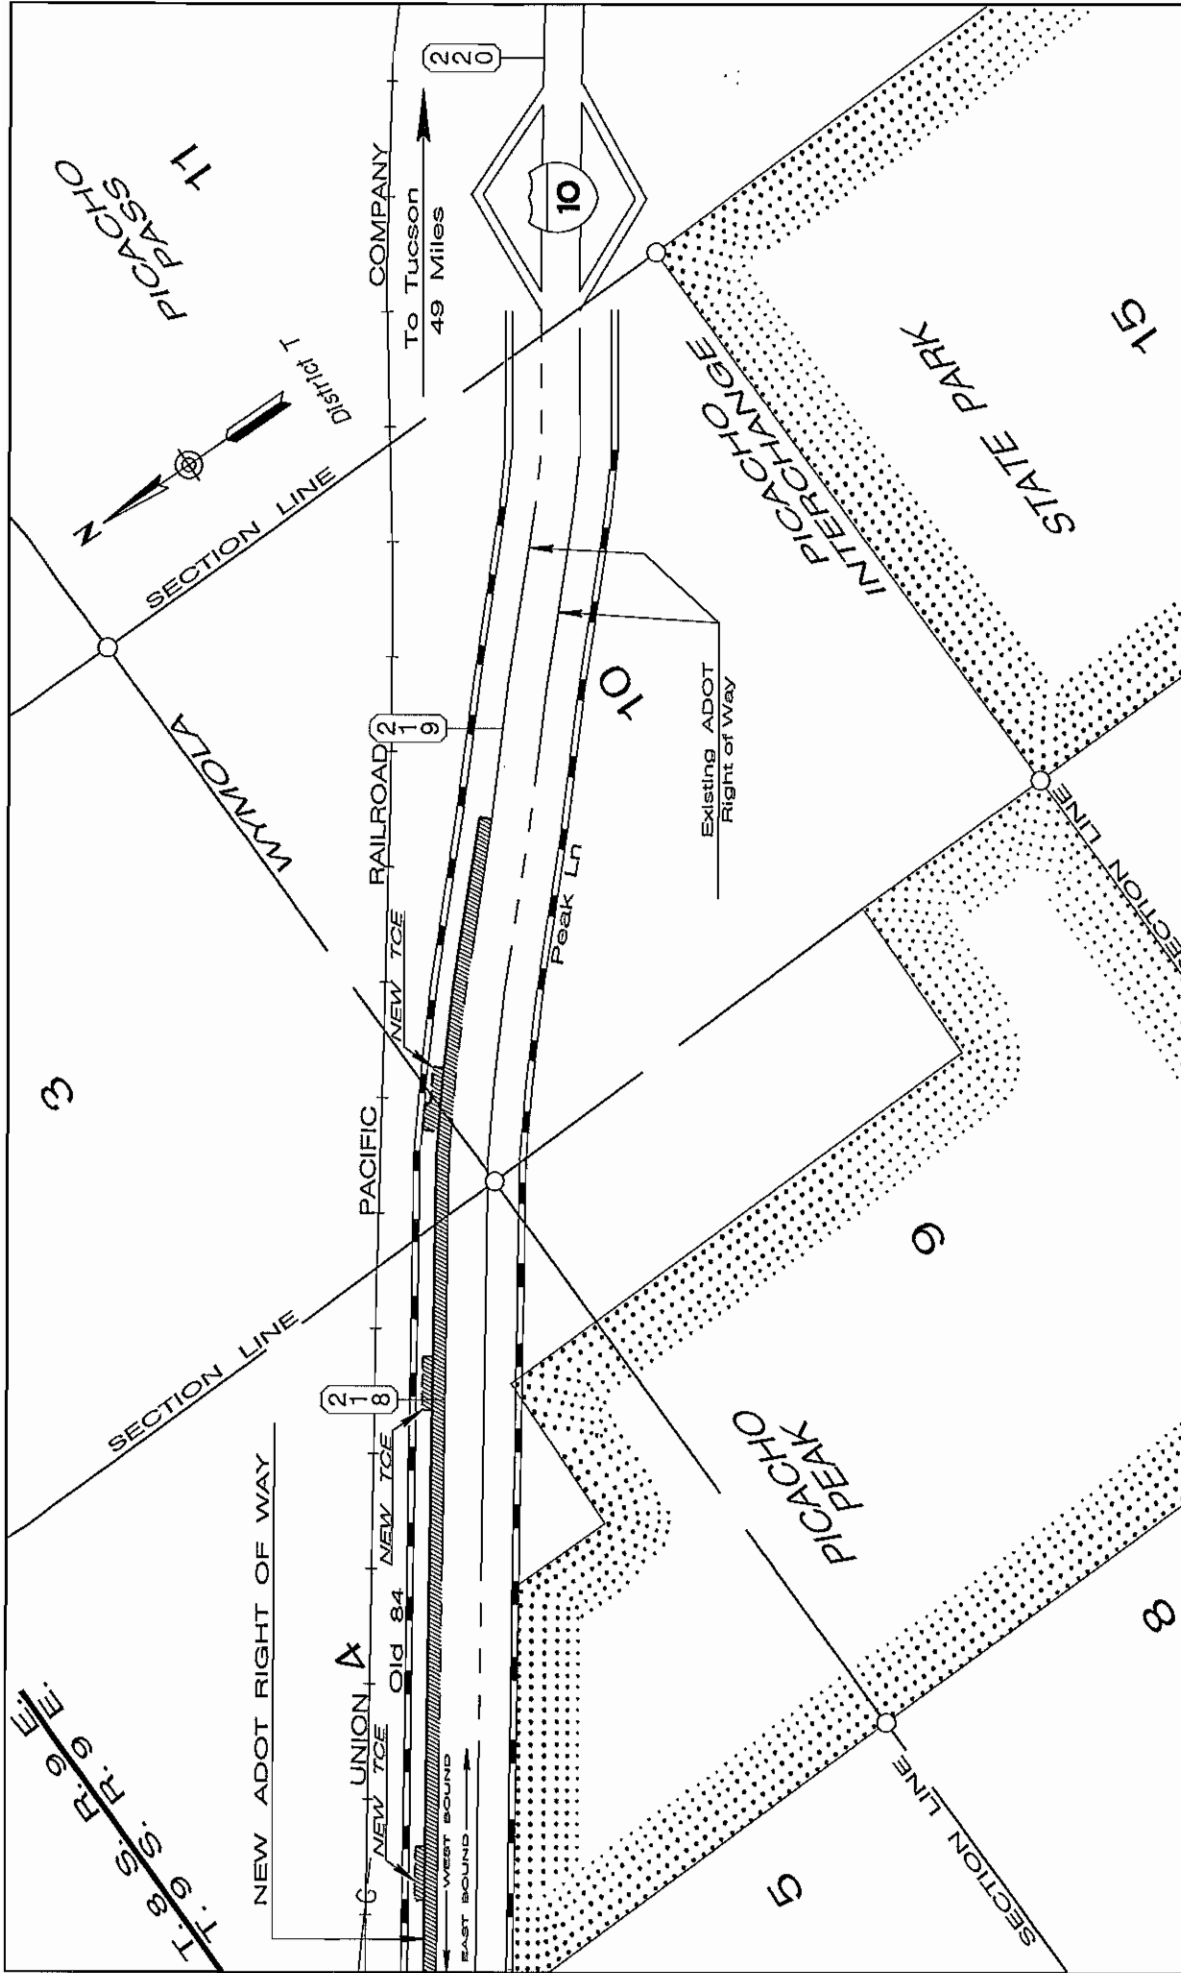 T. 8 S. R. 9 E.
T. 9 S. R. 9 E.
3
WYMOLA
N
District T
PICACHO
PASS
11
SECTION LINE
SECTION LINE
NEW ADOT RIGHT OF WAY
UNION
PACIFIC
RAILROAD
COMPANY
4
To Tucson
49 Miles
220
219
218
NEW TCE
NEW TCE
NEW TCE
Old 84
WEST BOUND
EAST BOUND
10
Peak Ln
10
Existing ADOT
Right of Way
PICACHO
INTERCHANGE
STATE PARK
15
PICACHO
PEAK
9
5
8
SECTION LINE
SECTION LINE
SECTION